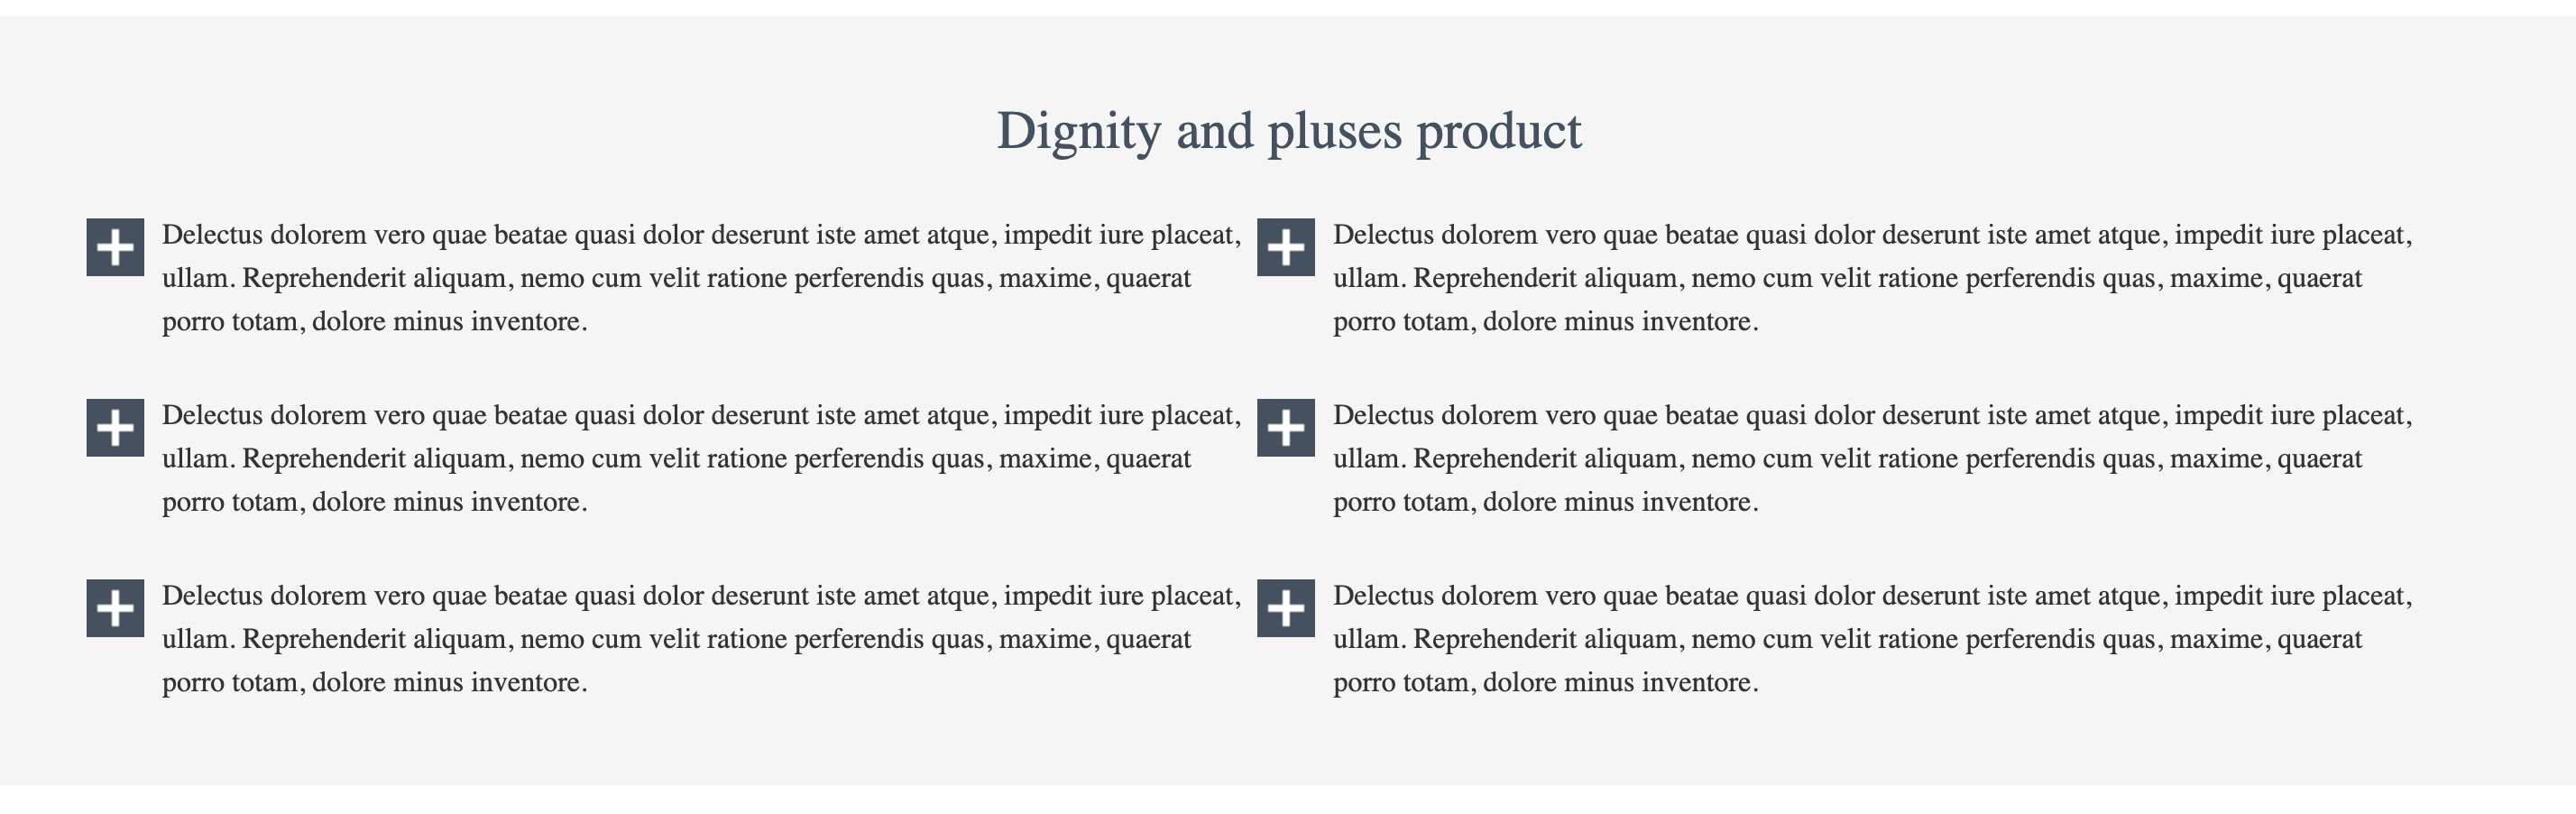 Dignity and pluses product
Delectus dolorem vero quae beatae quasi dolor deserunt iste amet atque, impedit iure placeat,
ullam. Reprehenderit aliquam, nemo cum velit ratione perferendis quas, maxime, quaerat
porro totam, dolore minus inventore.
Delectus dolorem vero quae beatae quasi dolor deserunt iste amet atque, impedit iure placeat,
ullam. Reprehenderit aliquam, nemo cum velit ratione perferendis quas, maxime, quaerat
porro totam, dolore minus inventore.
Delectus dolorem vero quae beatae quasi dolor deserunt iste amet atque, impedit iure placeat,
ullam. Reprehenderit aliquam, nemo cum velit ratione perferendis quas, maxime, quaerat
porro totam, dolore minus inventore.
Delectus dolorem vero quae beatae quasi dolor deserunt iste amet atque, impedit iure placeat,
ullam. Reprehenderit aliquam, nemo cum velit ratione perferendis quas, maxime, quaerat
porro totam, dolore minus inventore.
Delectus dolorem vero quae beatae quasi dolor deserunt iste amet atque, impedit iure placeat,
ullam. Reprehenderit aliquam, nemo cum velit ratione perferendis quas, maxime, quaerat
porro totam, dolore minus inventore.
Delectus dolorem vero quae beatae quasi dolor deserunt iste amet atque, impedit iure placeat,
ullam. Reprehenderit aliquam, nemo cum velit ratione perferendis quas, maxime, quaerat
porro totam, dolore minus inventore.